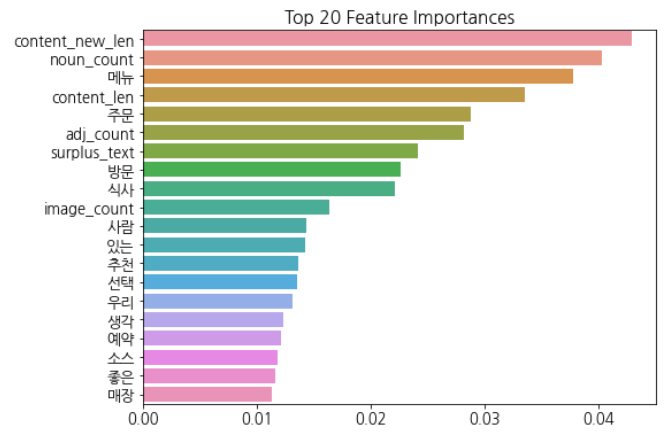 Top 20 Feature Importances
content_new_len
noun_count
메뉴
content_len
주문
adj_count
surplus_text
방문
식사
image_count
사람
있는
추천
선택
우리
생각
예약
소스
좋은
매장
0.00 0.01 0.02 0.03 0.04